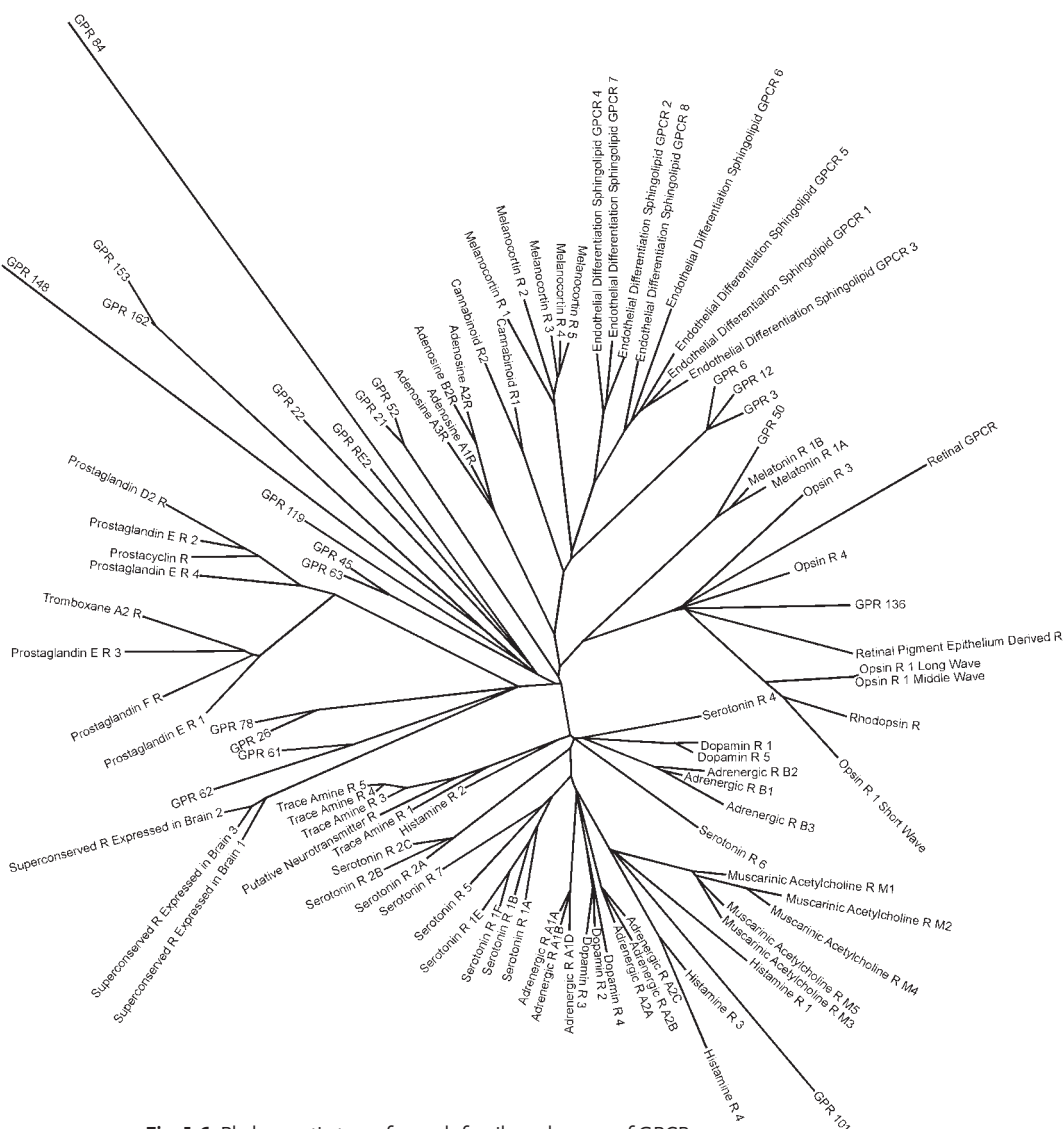 GPR 84
GPR 153
GPR 148
GPR 162
GPR 22
GPR RE2
GPR 52
GPR 21
Adenosine A3R
Adenosine B2R
Adenosine A2R
Adenosine A1R
Cannabinoid R2
Cannabinoid R1
Melanocortin R 1
Melanocortin R 2
Melanocortin R 3
Melanocortin R 4
Melanocortin R 5
Endothelial Differentiation Sphingolipid GPCR 4
Endothelial Differentiation Sphingolipid GPCR 7
Endothelial Differentiation Sphingolipid GPCR 2
Endothelial Differentiation Sphingolipid GPCR 8
Endothelial Differentiation Sphingolipid GPCR 6
Endothelial Differentiation Sphingolipid GPCR 5
Endothelial Differentiation Sphingolipid GPCR 1
Endothelial Differentiation Sphingolipid GPCR 3
GPR 6
GPR 12
GPR 3
GPR 50
Melatonin R 1B
Melatonin R 1A
Opsin R 3
Retinal GPCR
Opsin R 4
GPR 136
Retinal Pigment Epithelium Derived R
Opsin R 1 Long Wave
Opsin R 1 Middle Wave
Rhodopsin R
Opsin R 1 Short Wave
Serotonin R 4
Dopamin R 1
Dopamin R 5
Adrenergic R B2
Adrenergic R B1
Adrenergic R B3
Serotonin R 6
Muscarinic Acetylcholine R M1
Muscarinic Acetylcholine R M2
Muscarinic Acetylcholine R M4
Muscarinic Acetylcholine R M5
Muscarinic Acetylcholine R M3
Histamine R 1
GPR 101
Histamine R 3
Histamine R 4
Adrenergic R A2C
Adrenergic R A2B
Adrenergic R A2A
Dopamin R 4
Dopamin R 2
Dopamin R 3
Adrenergic R A1D
Adrenergic R A1B
Adrenergic R A1A
Serotonin R 1A
Serotonin R 1B
Serotonin R 1F
Serotonin R 1E
Serotonin R 5
Serotonin R 7
Serotonin R 2A
Serotonin R 2B
Serotonin R 2C
Histamine R 2
Trace Amine R 1
Putative Neurotransmitter R
Trace Amine R 3
Trace Amine R 4
Trace Amine R 5
Superconserved R Expressed in Brain 1
Superconserved R Expressed in Brain 3
Superconserved R Expressed in Brain 2
GPR 62
GPR 61
GPR 26
GPR 78
Prostaglandin E R 1
Prostaglandin F R
Prostaglandin E R 3
Tromboxane A2 R
Prostaglandin E R 4
Prostacyclin R
Prostaglandin E R 2
Prostaglandin D2 R
GPR 119
GPR 45
GPR 63